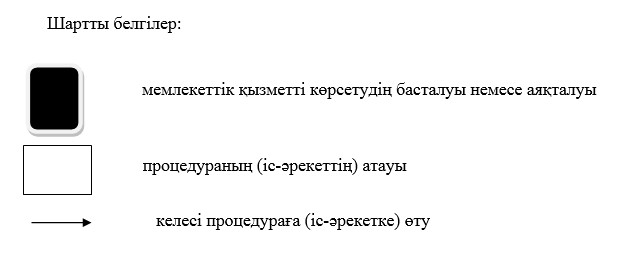 Шартты белгілер:
мемлекеттік қызметті көрсетудің басталуы немесе аяқталуы
процедураның (іс-әрекеттің) атауы
келесі процедураға (іс-әрекетке) өту